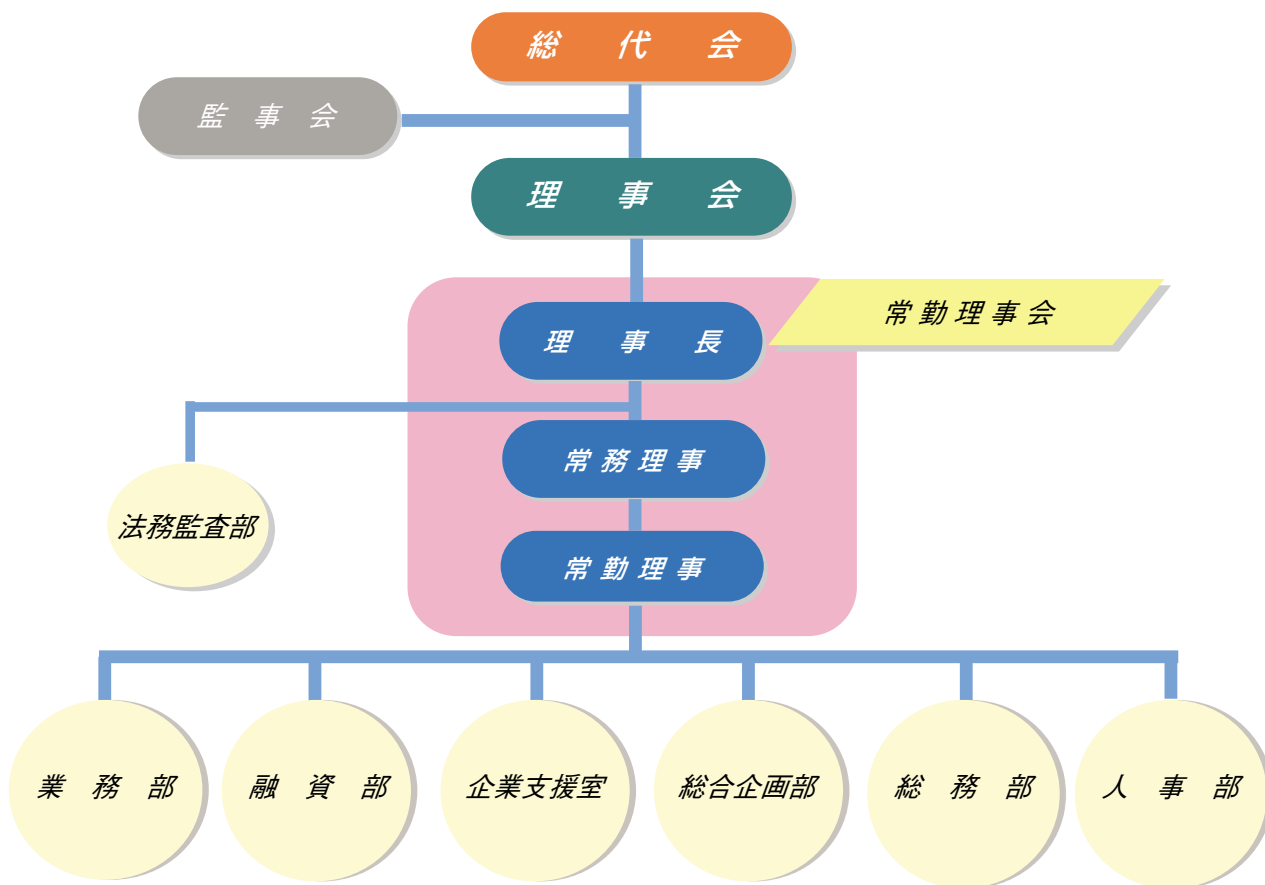 総代会
監事会
理事会
常勤理事会
理事長
常務理事
法務監査部
常勤理事
業務部
融資部
企業支援室
総合企画部
総務部
人事部